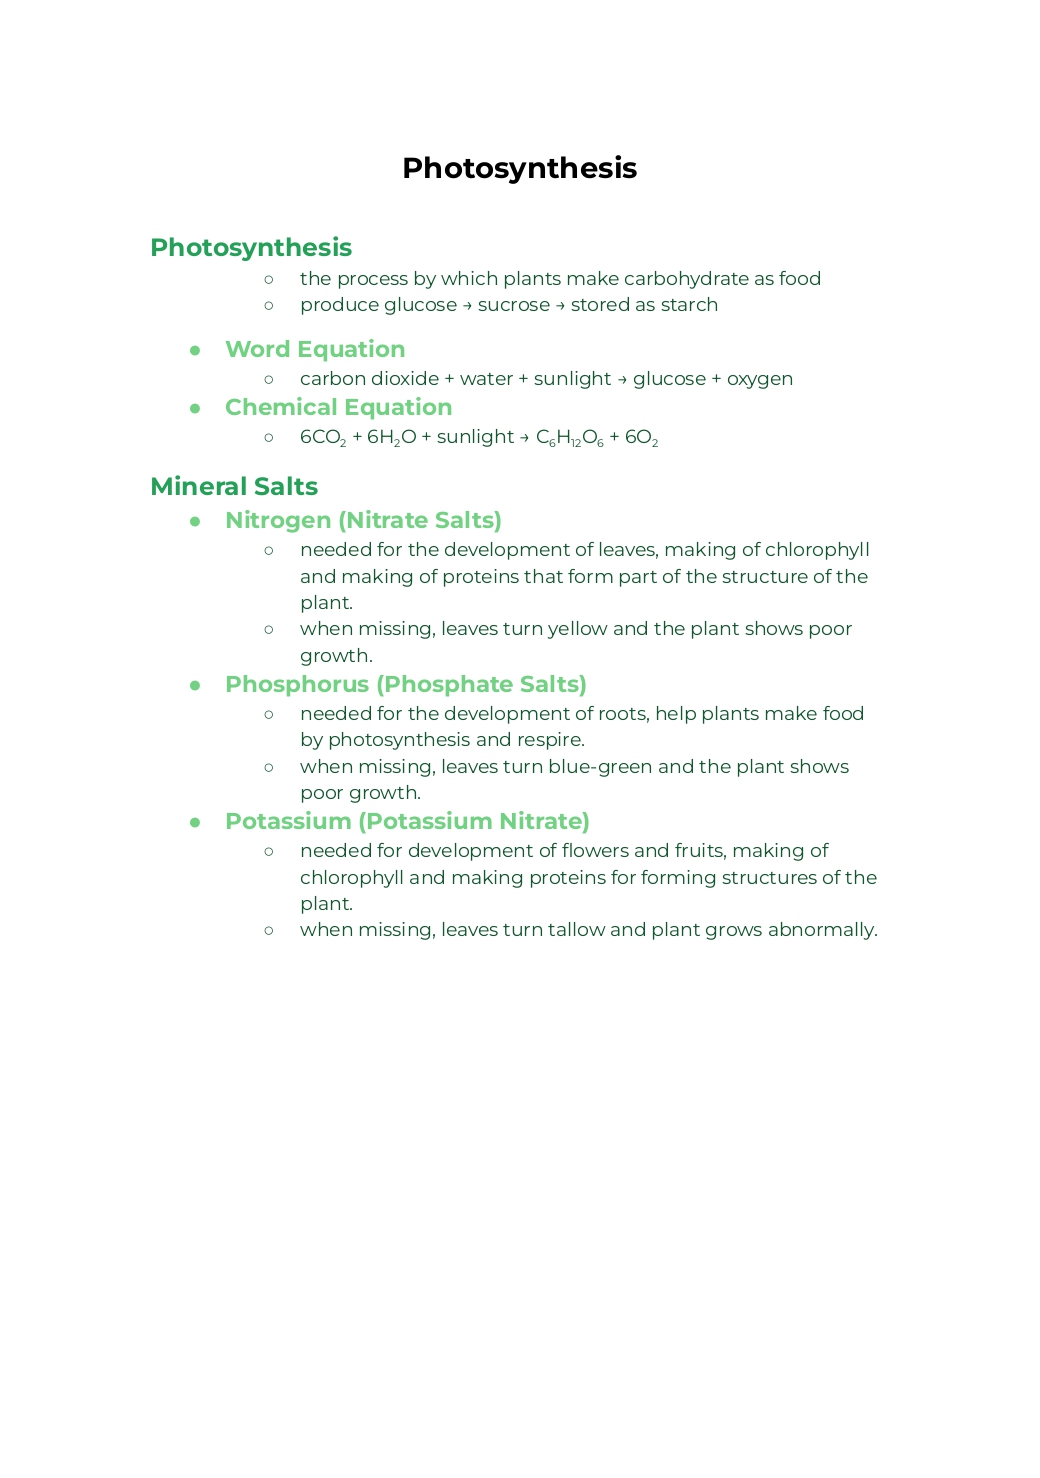 Photosynthesis
Photosynthesis
○ the process by which plants make carbohydrate as food
○ produce glucose → sucrose → stored as starch
● Word Equation
○ carbon dioxide + water + sunlight → glucose + oxygen
● Chemical Equation
○ 6CO₂ + 6H₂O + sunlight → C₆H₁₂O₆ + 6O₂
Mineral Salts
● Nitrogen (Nitrate Salts)
○ needed for the development of leaves, making of chlorophyll
and making of proteins that form part of the structure of the
plant.
○ when missing, leaves turn yellow and the plant shows poor
growth.
● Phosphorus (Phosphate Salts)
○ needed for the development of roots, help plants make food
by photosynthesis and respire.
○ when missing, leaves turn blue-green and the plant shows
poor growth.
● Potassium (Potassium Nitrate)
○ needed for development of flowers and fruits, making of
chlorophyll and making proteins for forming structures of the
plant.
○ when missing, leaves turn tallow and plant grows abnormally.